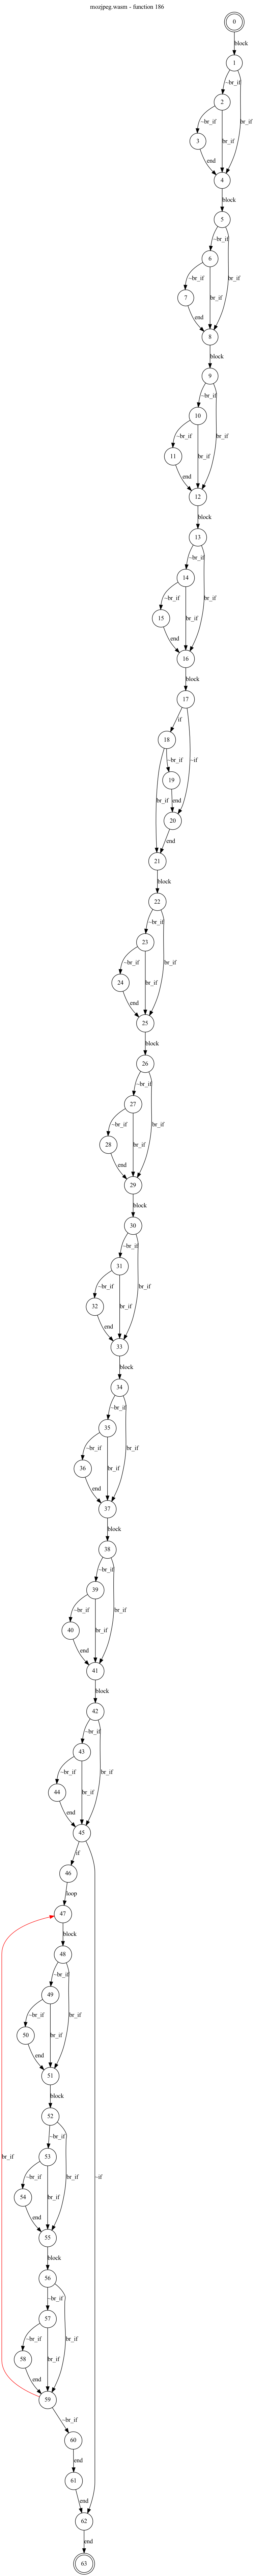 mozjpeg.wasm - function 186
0
block
1
~br_if
2
br_if
~br_if
3
br_if
end
4
block
5
~br_if
6
br_if
~br_if
7
br_if
end
8
block
9
~br_if
10
br_if
~br_if
11
br_if
end
12
block
13
~br_if
14
br_if
~br_if
15
br_if
end
16
block
17
if
18
~if
~br_if
19
br_if
end
20
end
21
block
22
~br_if
23
br_if
~br_if
24
br_if
end
25
block
26
~br_if
27
br_if
~br_if
28
br_if
end
29
block
30
~br_if
31
br_if
~br_if
32
br_if
end
33
block
34
~br_if
35
br_if
~br_if
36
br_if
end
37
block
38
~br_if
39
br_if
~br_if
40
br_if
end
41
block
42
~br_if
43
br_if
~br_if
44
br_if
end
45
if
46
loop
47
block
48
~br_if
49
br_if
~br_if
50
br_if
end
51
block
52
~br_if
53
br_if
br_if
~br_if
~if
54
br_if
end
55
block
56
~br_if
57
br_if
~br_if
58
br_if
end
59
~br_if
60
end
61
end
62
end
63